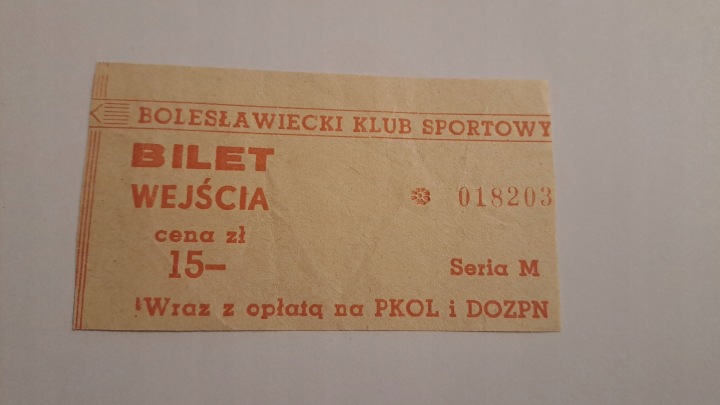 BOLESŁAWIECKI KLUB SPORTOWY
BILET
WEJŚCIA
018203
cena zł
15—
Seria M
Wraz z opłatą na PKOL i DOZPN